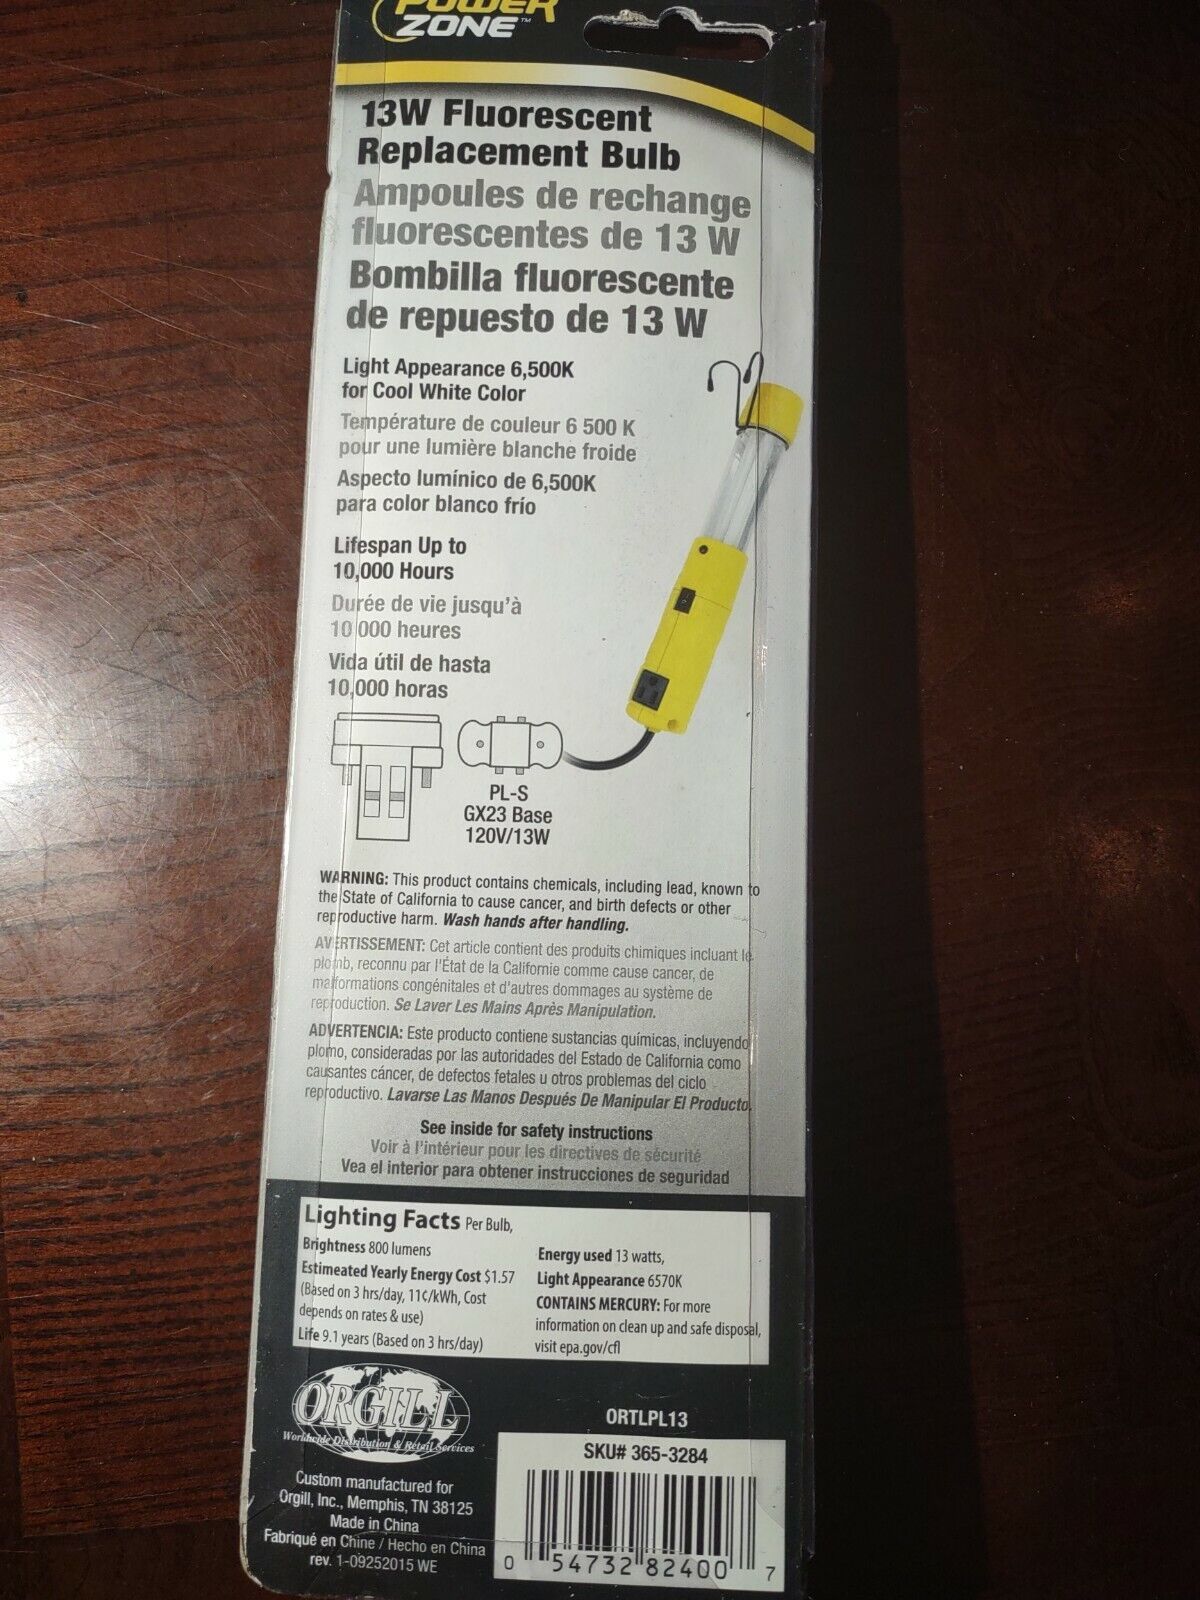 POWER
ZONE™
13W Fluorescent
Replacement Bulb
Ampoules de rechange
fluorescentes de 13 W
Bombilla fluorescente
de repuesto de 13 W
Light Appearance 6,500K
for Cool White Color
Température de couleur 6 500 K
pour une lumière blanche froide
Aspecto lumínico de 6,500K
para color blanco frío
Lifespan Up to
10,000 Hours
Durée de vie jusqu'à
10 000 heures
Vida útil de hasta
10,000 horas
PL-S
GX23 Base
120V/13W
WARNING: This product contains chemicals, including lead, known to
the State of California to cause cancer, and birth defects or other
reproductive harm. Wash hands after handling.
AVERTISSEMENT: Cet article contient des produits chimiques incluant le
plomb, reconnu par l'État de la Californie comme cause cancer, de
malformations congénitales et d'autres dommages au système de
reproduction. Se Laver Les Mains Après Manipulation.
ADVERTENCIA: Este producto contiene sustancias químicas, incluyendo
plomo, consideradas por las autoridades del Estado de California como
causantes cáncer, de defectos fetales u otros problemas del ciclo
reproductivo. Lavarse Las Manos Después De Manipular El Producto.
See inside for safety instructions
Voir à l'intérieur pour les directives de sécurité
Vea el interior para obtener instrucciones de seguridad
Lighting Facts Per Bulb,
Brightness 800 lumens
Estimeated Yearly Energy Cost $1.57
(Based on 3 hrs/day, 11¢/kWh, Cost
depends on rates & use)
Life 9.1 years (Based on 3 hrs/day)
Energy used 13 watts,
Light Appearance 6570K
CONTAINS MERCURY: For more
information on clean up and safe disposal,
visit epa.gov/cfl
ORGILL
Worldwide Distribution & Retail Services
Custom manufactured for
Orgill, Inc., Memphis, TN 38125
Made in China
Fabriqué en Chine / Hecho en China
rev. 1-09252015 WE
ORTLPL13
SKU# 365-3284
0 54732 82400 7